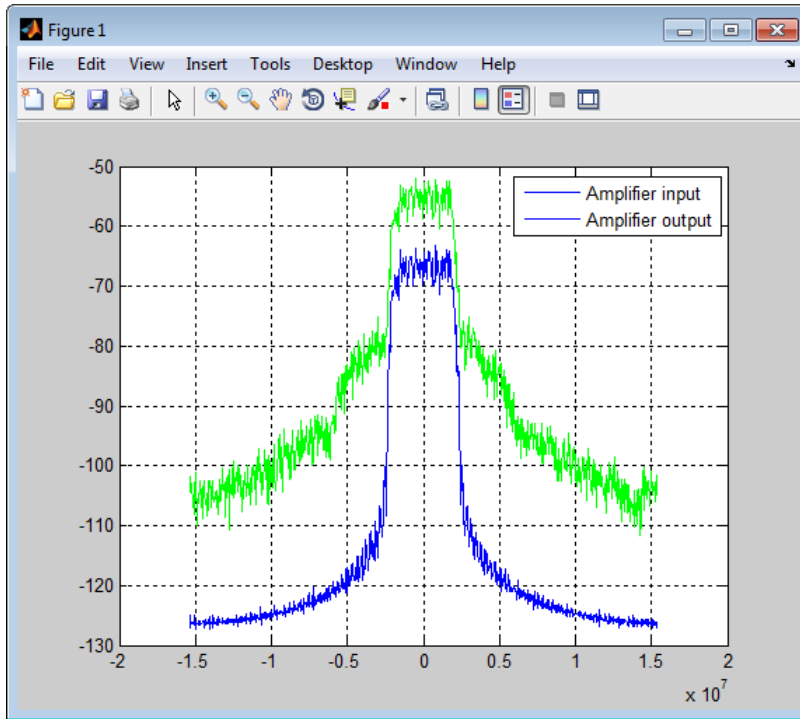 Figure 1
File Edit View Insert Tools Desktop Window Help
-50
-60
-70
-80
-90
-100
-110
-120
-130
Amplifier input
Amplifier output
-2 -1.5 -1 -0.5 0 0.5 1 1.5 2
x 10^7